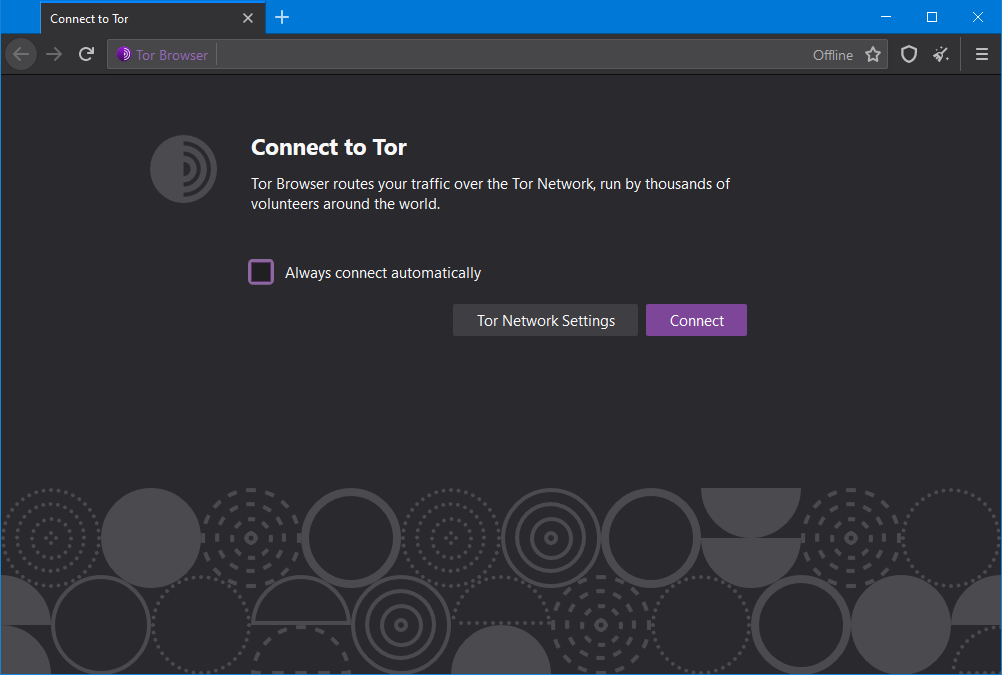 Connect to Tor
Tor Browser
Offline
Connect to Tor
Tor Browser routes your traffic over the Tor Network, run by thousands of
volunteers around the world.
Always connect automatically
Tor Network Settings
Connect